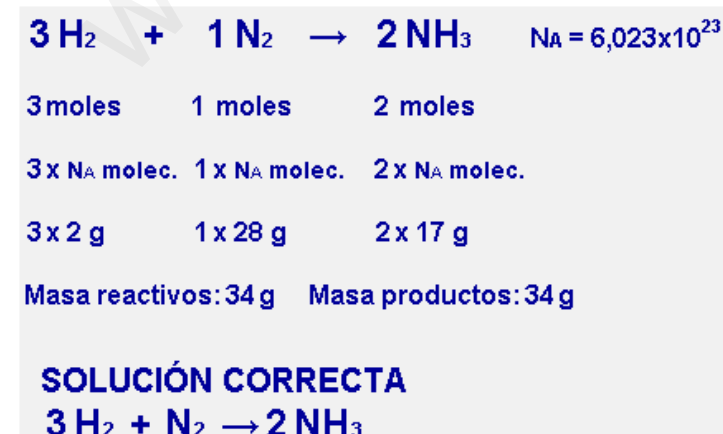 3 H₂ + 1 N₂ → 2 NH₃ NA = 6,023x10²³
3 moles 1 moles 2 moles
3 x NA molec. 1 x NA molec. 2 x NA molec.
3 x 2 g 1 x 28 g 2 x 17 g
Masa reactivos: 34 g Masa productos: 34 g
SOLUCIÓN CORRECTA
3 H₂ + N₂ → 2 NH₃